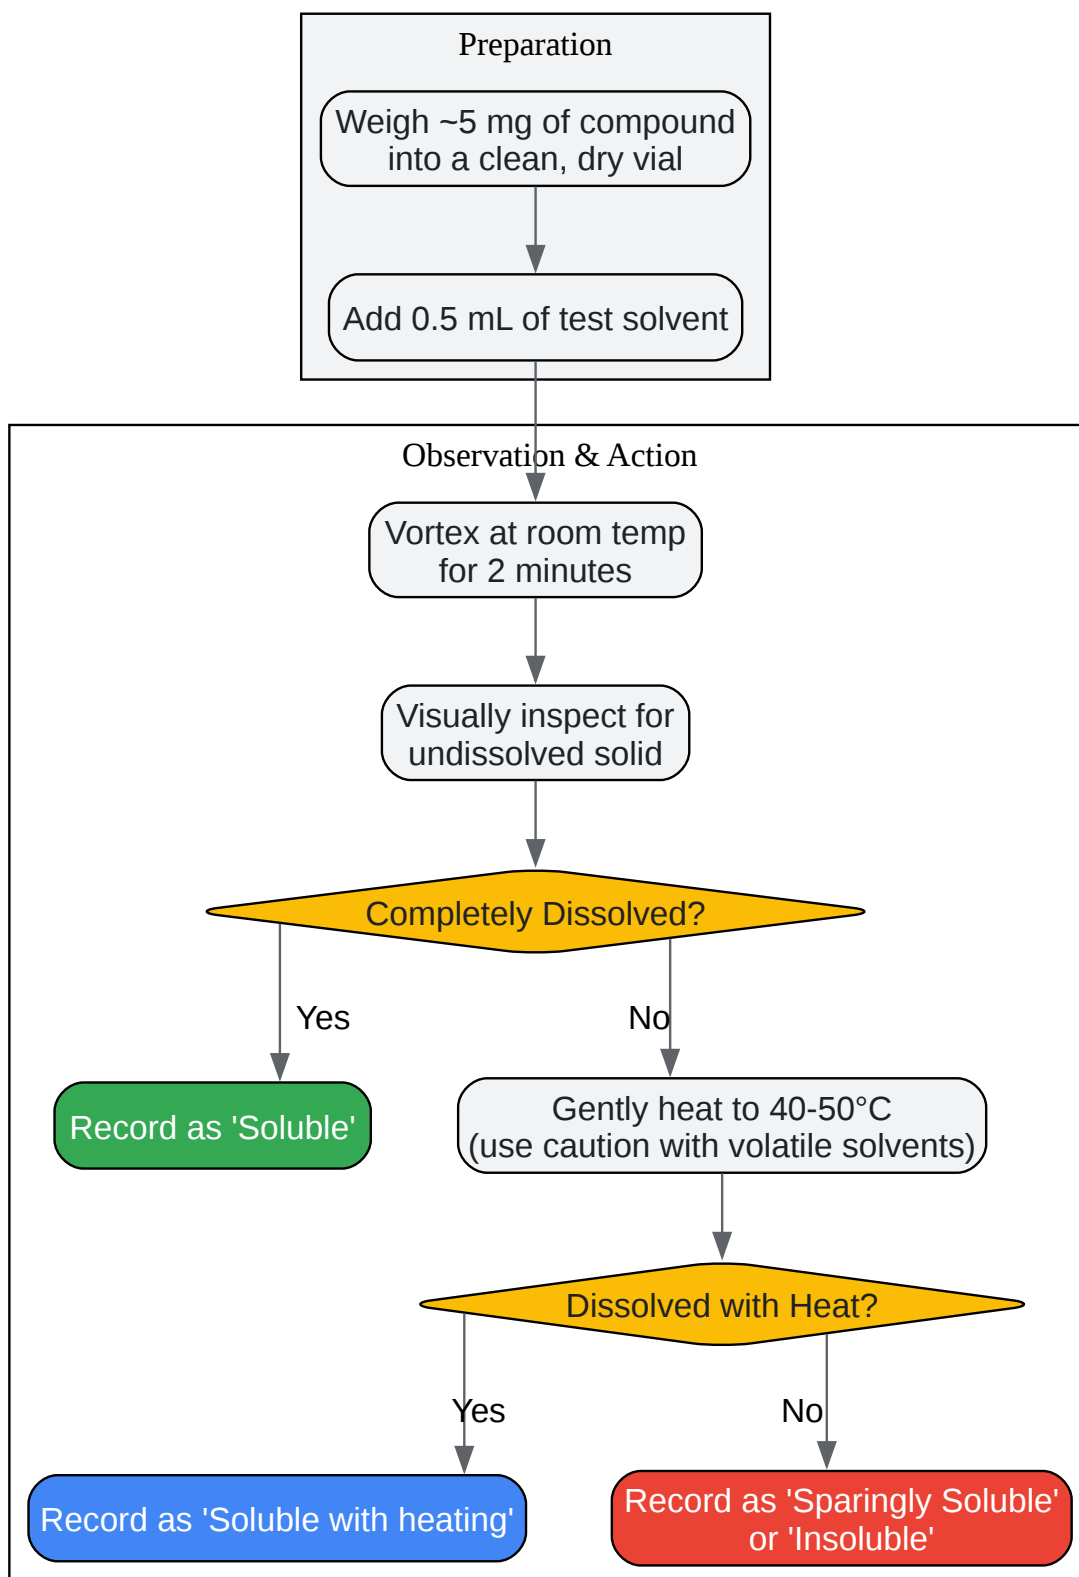 Preparation
Weigh ~5 mg of compound
into a clean, dry vial
Add 0.5 mL of test solvent
Observation & Action
Vortex at room temp
for 2 minutes
Visually inspect for
undissolved solid
Completely Dissolved?
Yes
No
Record as 'Soluble'
Gently heat to 40-50°C
(use caution with volatile solvents)
Dissolved with Heat?
Yes
No
Record as 'Soluble with heating'
Record as 'Sparingly Soluble'
or 'Insoluble'